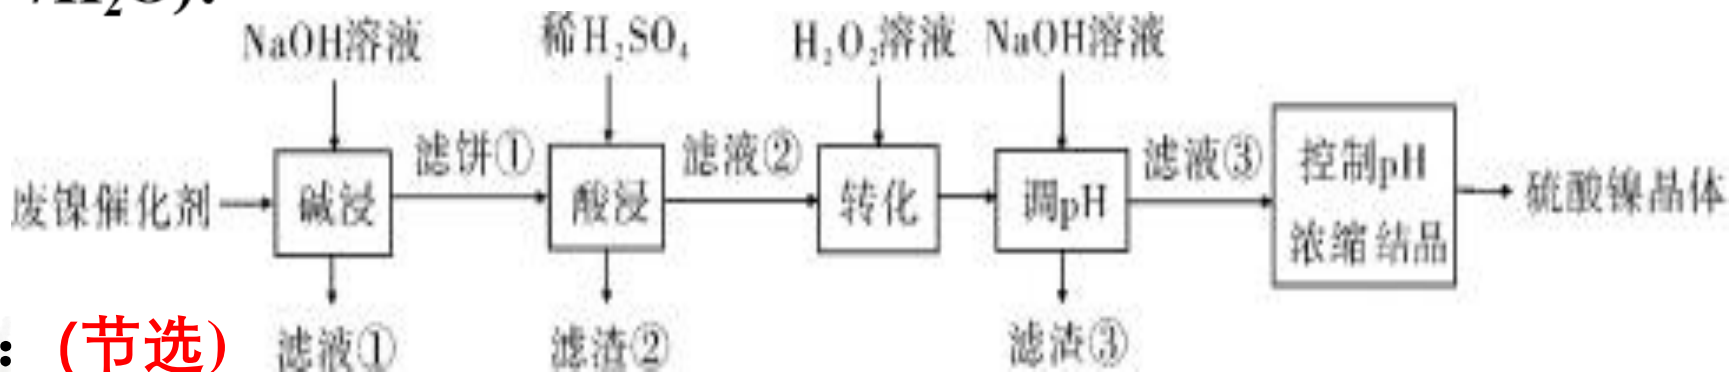 NaOH溶液 稀H₂SO₄ H₂O₂溶液 NaOH溶液
废镍催化剂 碱浸 滤饼① 酸浸 滤液② 转化 调pH 滤液③ 控制pH
浓缩结晶 硫酸镍晶体
:(节选) 滤液① 滤渣② 滤渣③